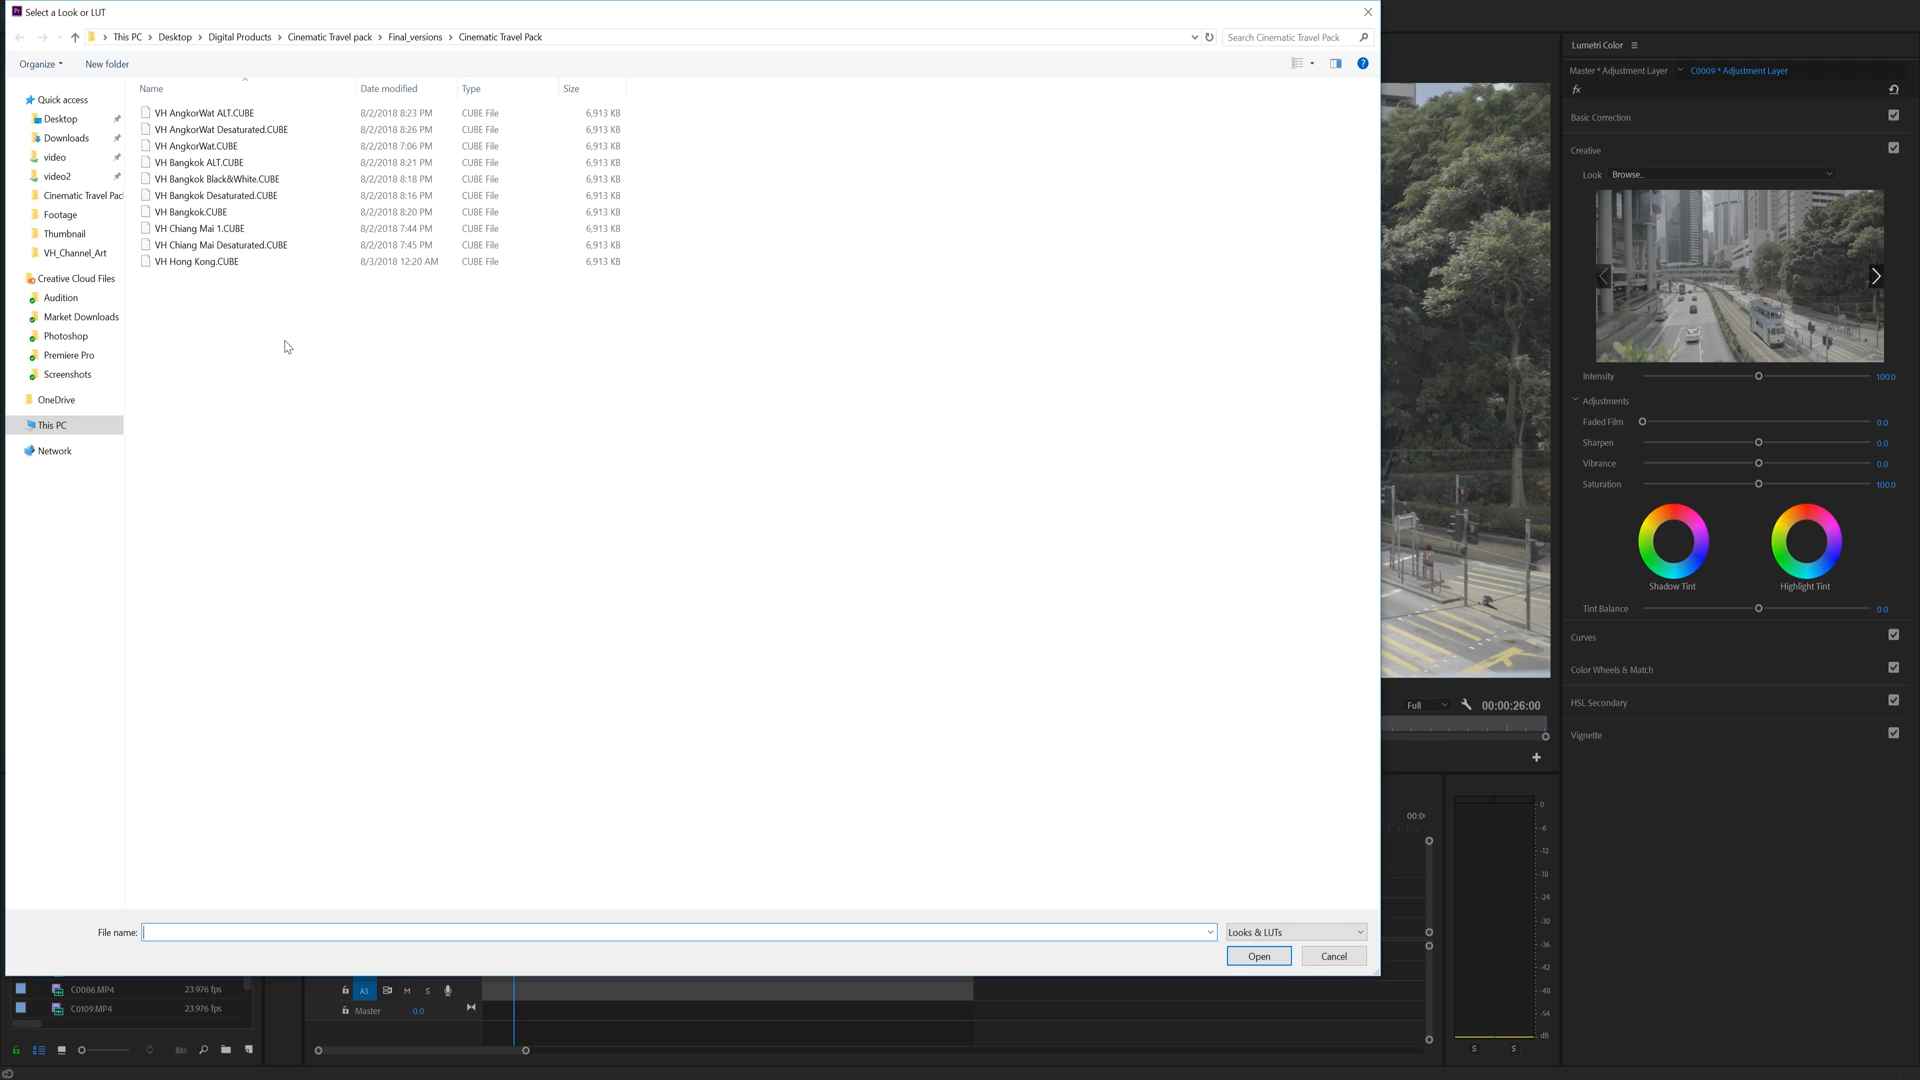 Select a Look or LUT
This PC > Desktop > Digital Products > Cinematic Travel pack > Final_versions > Cinematic Travel Pack
Search Cinematic Travel Pack
Organize
New folder
Name Date modified Type Size
VH AngkorWat ALT.CUBE 8/2/2018 8:23 PM CUBE File 6,913 KB
VH AngkorWat Desaturated.CUBE 8/2/2018 8:26 PM CUBE File 6,913 KB
VH AngkorWat.CUBE 8/2/2018 7:06 PM CUBE File 6,913 KB
VH Bangkok ALT.CUBE 8/2/2018 8:21 PM CUBE File 6,913 KB
VH Bangkok Black&White.CUBE 8/2/2018 8:18 PM CUBE File 6,913 KB
VH Bangkok Desaturated.CUBE 8/2/2018 8:16 PM CUBE File 6,913 KB
VH Bangkok.CUBE 8/2/2018 8:20 PM CUBE File 6,913 KB
VH Chiang Mai 1.CUBE 8/2/2018 7:44 PM CUBE File 6,913 KB
VH Chiang Mai Desaturated.CUBE 8/2/2018 7:45 PM CUBE File 6,913 KB
VH Hong Kong.CUBE 8/3/2018 12:20 AM CUBE File 6,913 KB
Quick access
Desktop
Downloads
video
video2
Cinematic Travel Pac
Footage
Thumbnail
VH_Channel_Art
Creative Cloud Files
Audition
Market Downloads
Photoshop
Premiere Pro
Screenshots
OneDrive
This PC
Network
File name:
Looks & LUTs
Open
Cancel
Lumetri Color
Master * Adjustment Layer
C0009 * Adjustment Layer
fx
Basic Correction
Creative
Look Browse...
Intensity 100.0
Adjustments
Faded Film 0.0
Sharpen 0.0
Vibrance 0.0
Saturation 100.0
Shadow Tint
Highlight Tint
Tint Balance 0.0
Curves
Color Wheels & Match
HSL Secondary
Vignette
Full
00:00:26:00
00:0
0
-6
-12
-18
-24
-30
-36
-42
-48
-54
dB
S S
C0086.MP4 23.976 fps
C0109.MP4 23.976 fps
A3 M S
Master 0.0